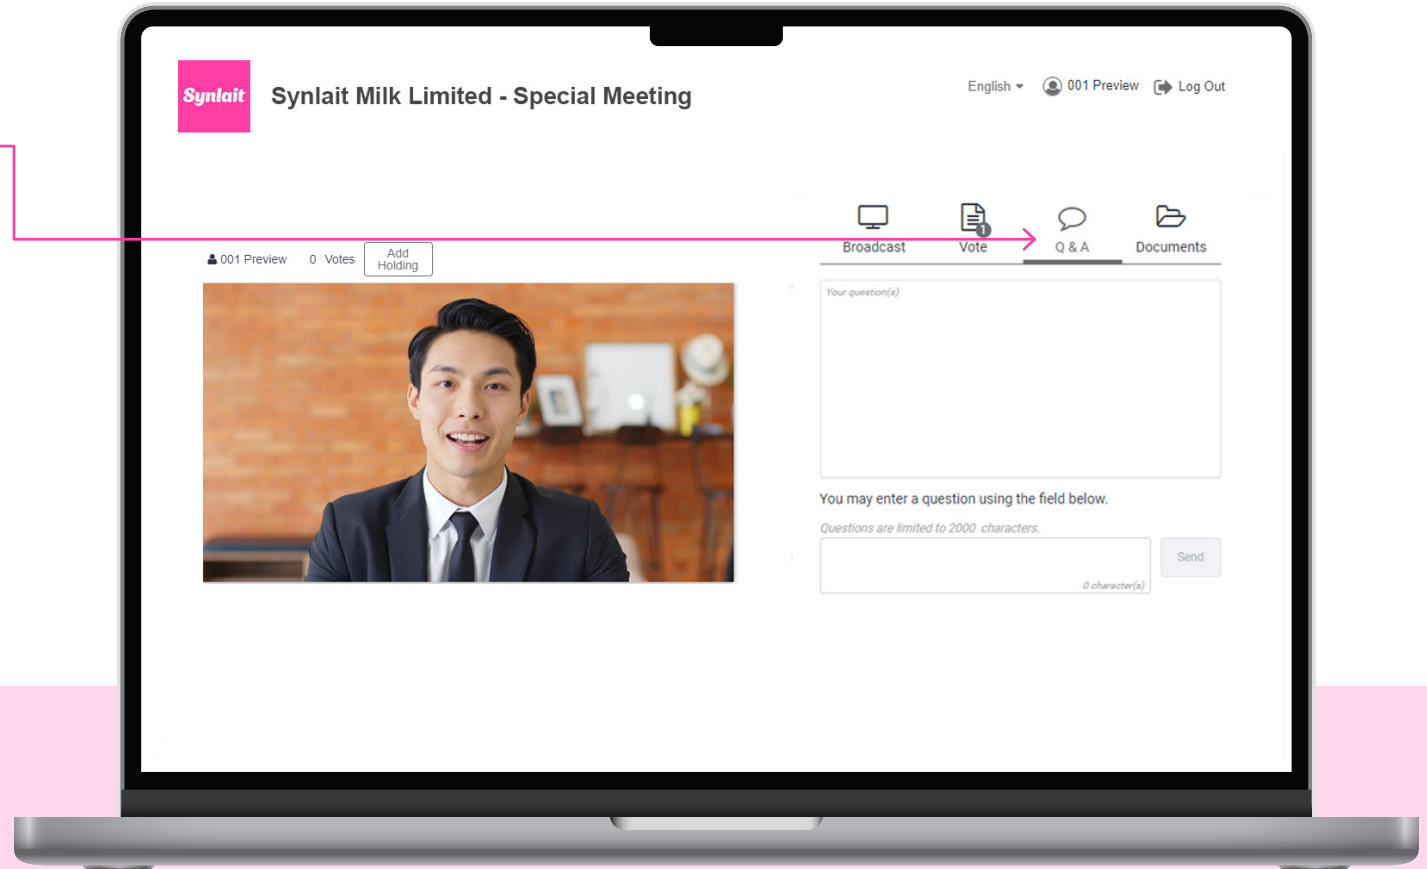 Synlait
Synlait Milk Limited - Special Meeting
English
001 Preview
Log Out
Broadcast
1
Vote
Q & A
Documents
001 Preview
0 Votes
Add
Holding
Your question(s)
You may enter a question using the field below.
Questions are limited to 2000 characters.
0 character(s)
Send